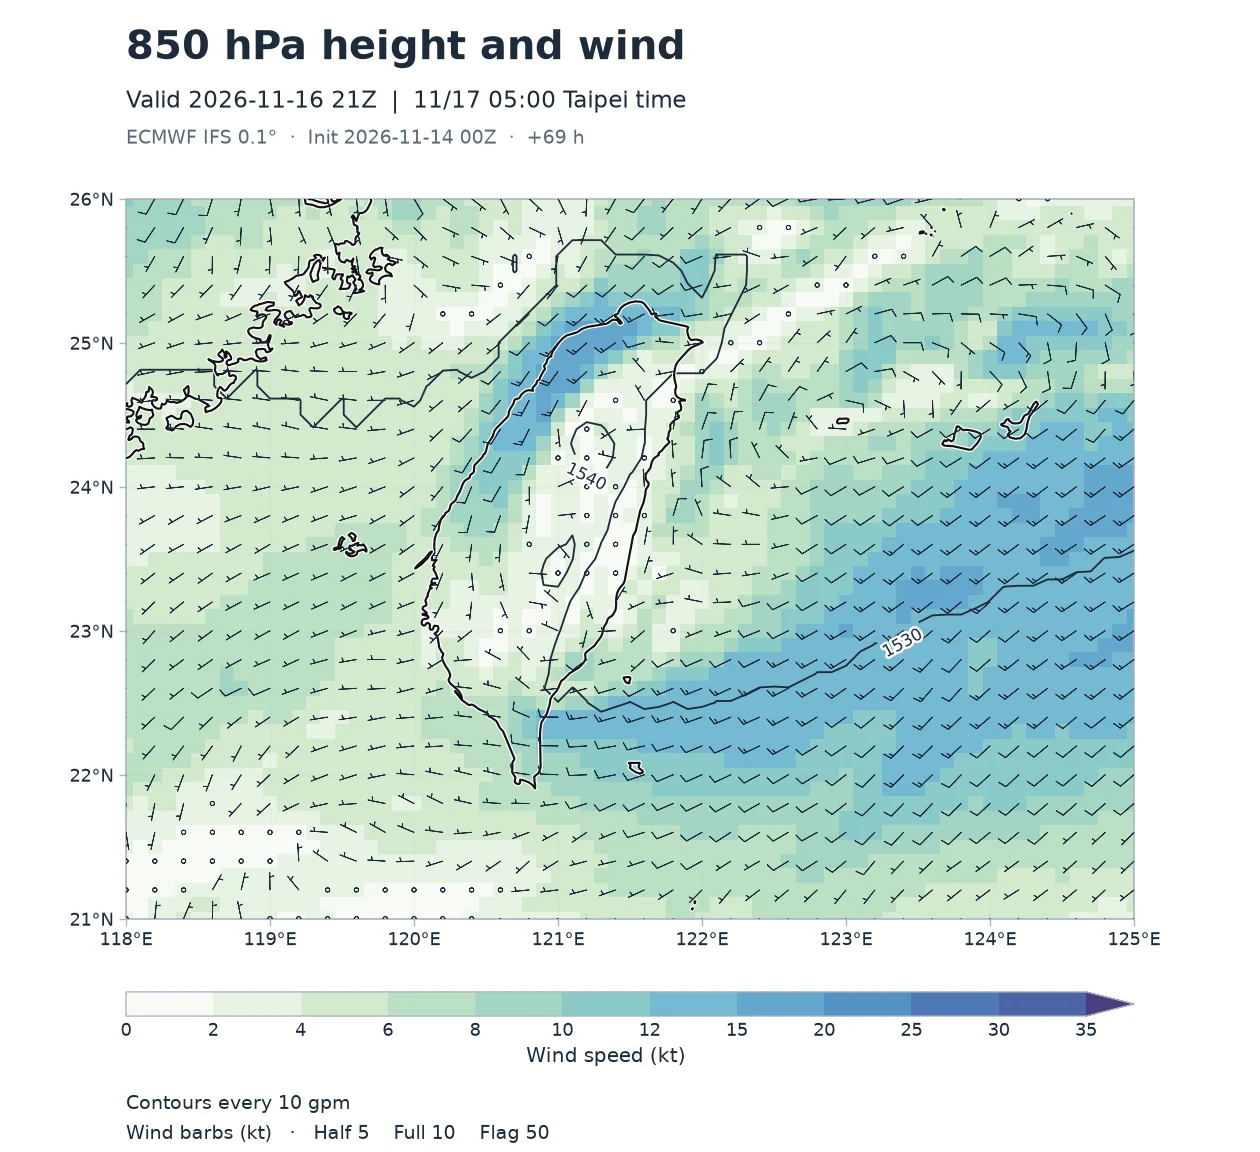 850 hPa height and wind
Valid 2026-11-16 21Z | 11/17 05:00 Taipei time
ECMWF IFS 0.1° · Init 2026-11-14 00Z · +69 h
26°N
25°N
24°N
23°N
22°N
21°N
1540
1530
118°E 119°E 120°E 121°E 122°E 123°E 124°E 125°E
0 2 4 6 8 10 12 15 20 25 30 35
Wind speed (kt)
Contours every 10 gpm
Wind barbs (kt) · Half 5 Full 10 Flag 50